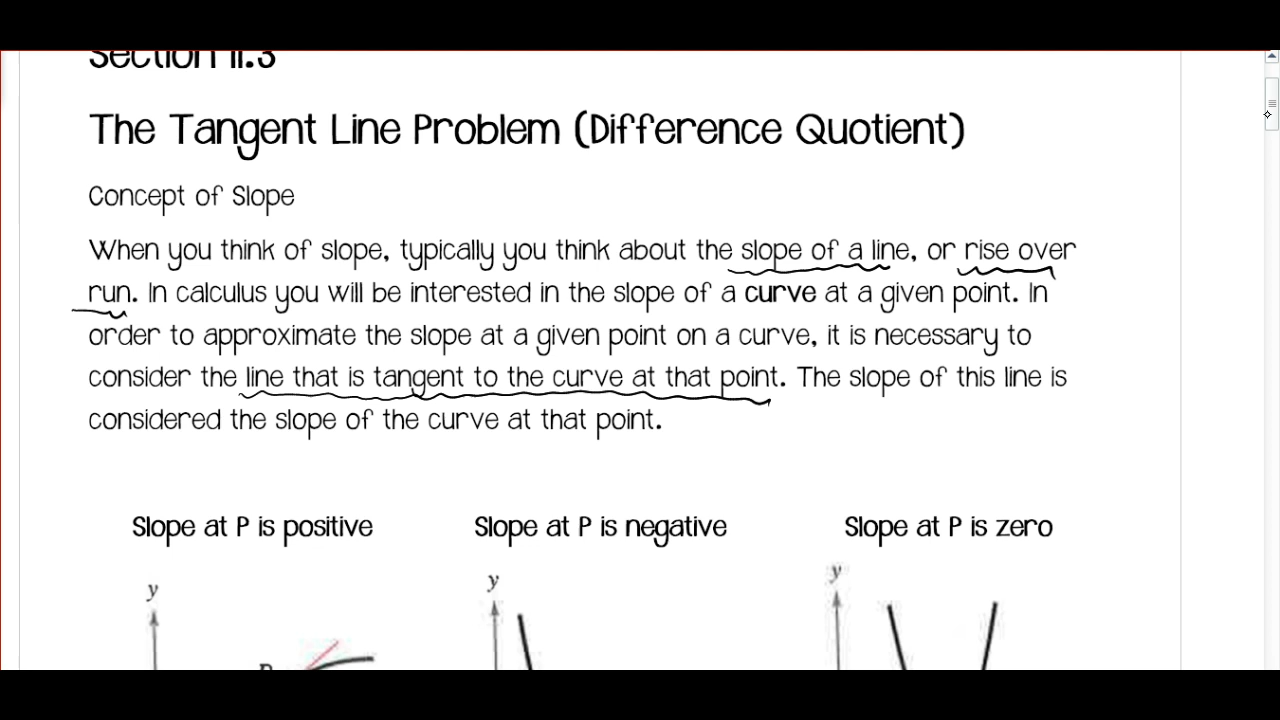 Section 11.3
The Tangent Line Problem (Difference Quotient)
Concept of Slope
When you think of slope, typically you think about the slope of a line, or rise over
run. In calculus you will be interested in the slope of a curve at a given point. In
order to approximate the slope at a given point on a curve, it is necessary to
consider the line that is tangent to the curve at that point. The slope of this line is
considered the slope of the curve at that point.
Slope at P is positive Slope at P is negative Slope at P is zero
y y y
P